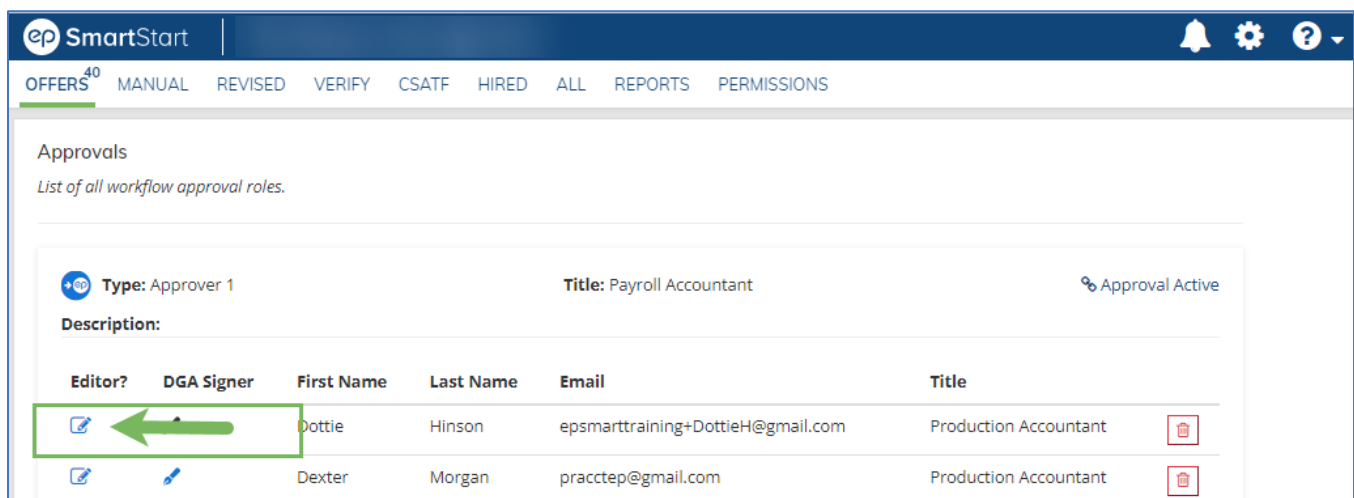 ep SmartStart
OFFERS 40 MANUAL REVISED VERIFY CSATF HIRED ALL REPORTS PERMISSIONS
Approvals
List of all workflow approval roles.
ep Type: Approver 1 Title: Payroll Accountant Approval Active
Description:
Editor? DGA Signer First Name Last Name Email Title
Dottie Hinson epsmarttraining+DottieH@gmail.com Production Accountant
Dexter Morgan pracctep@gmail.com Production Accountant